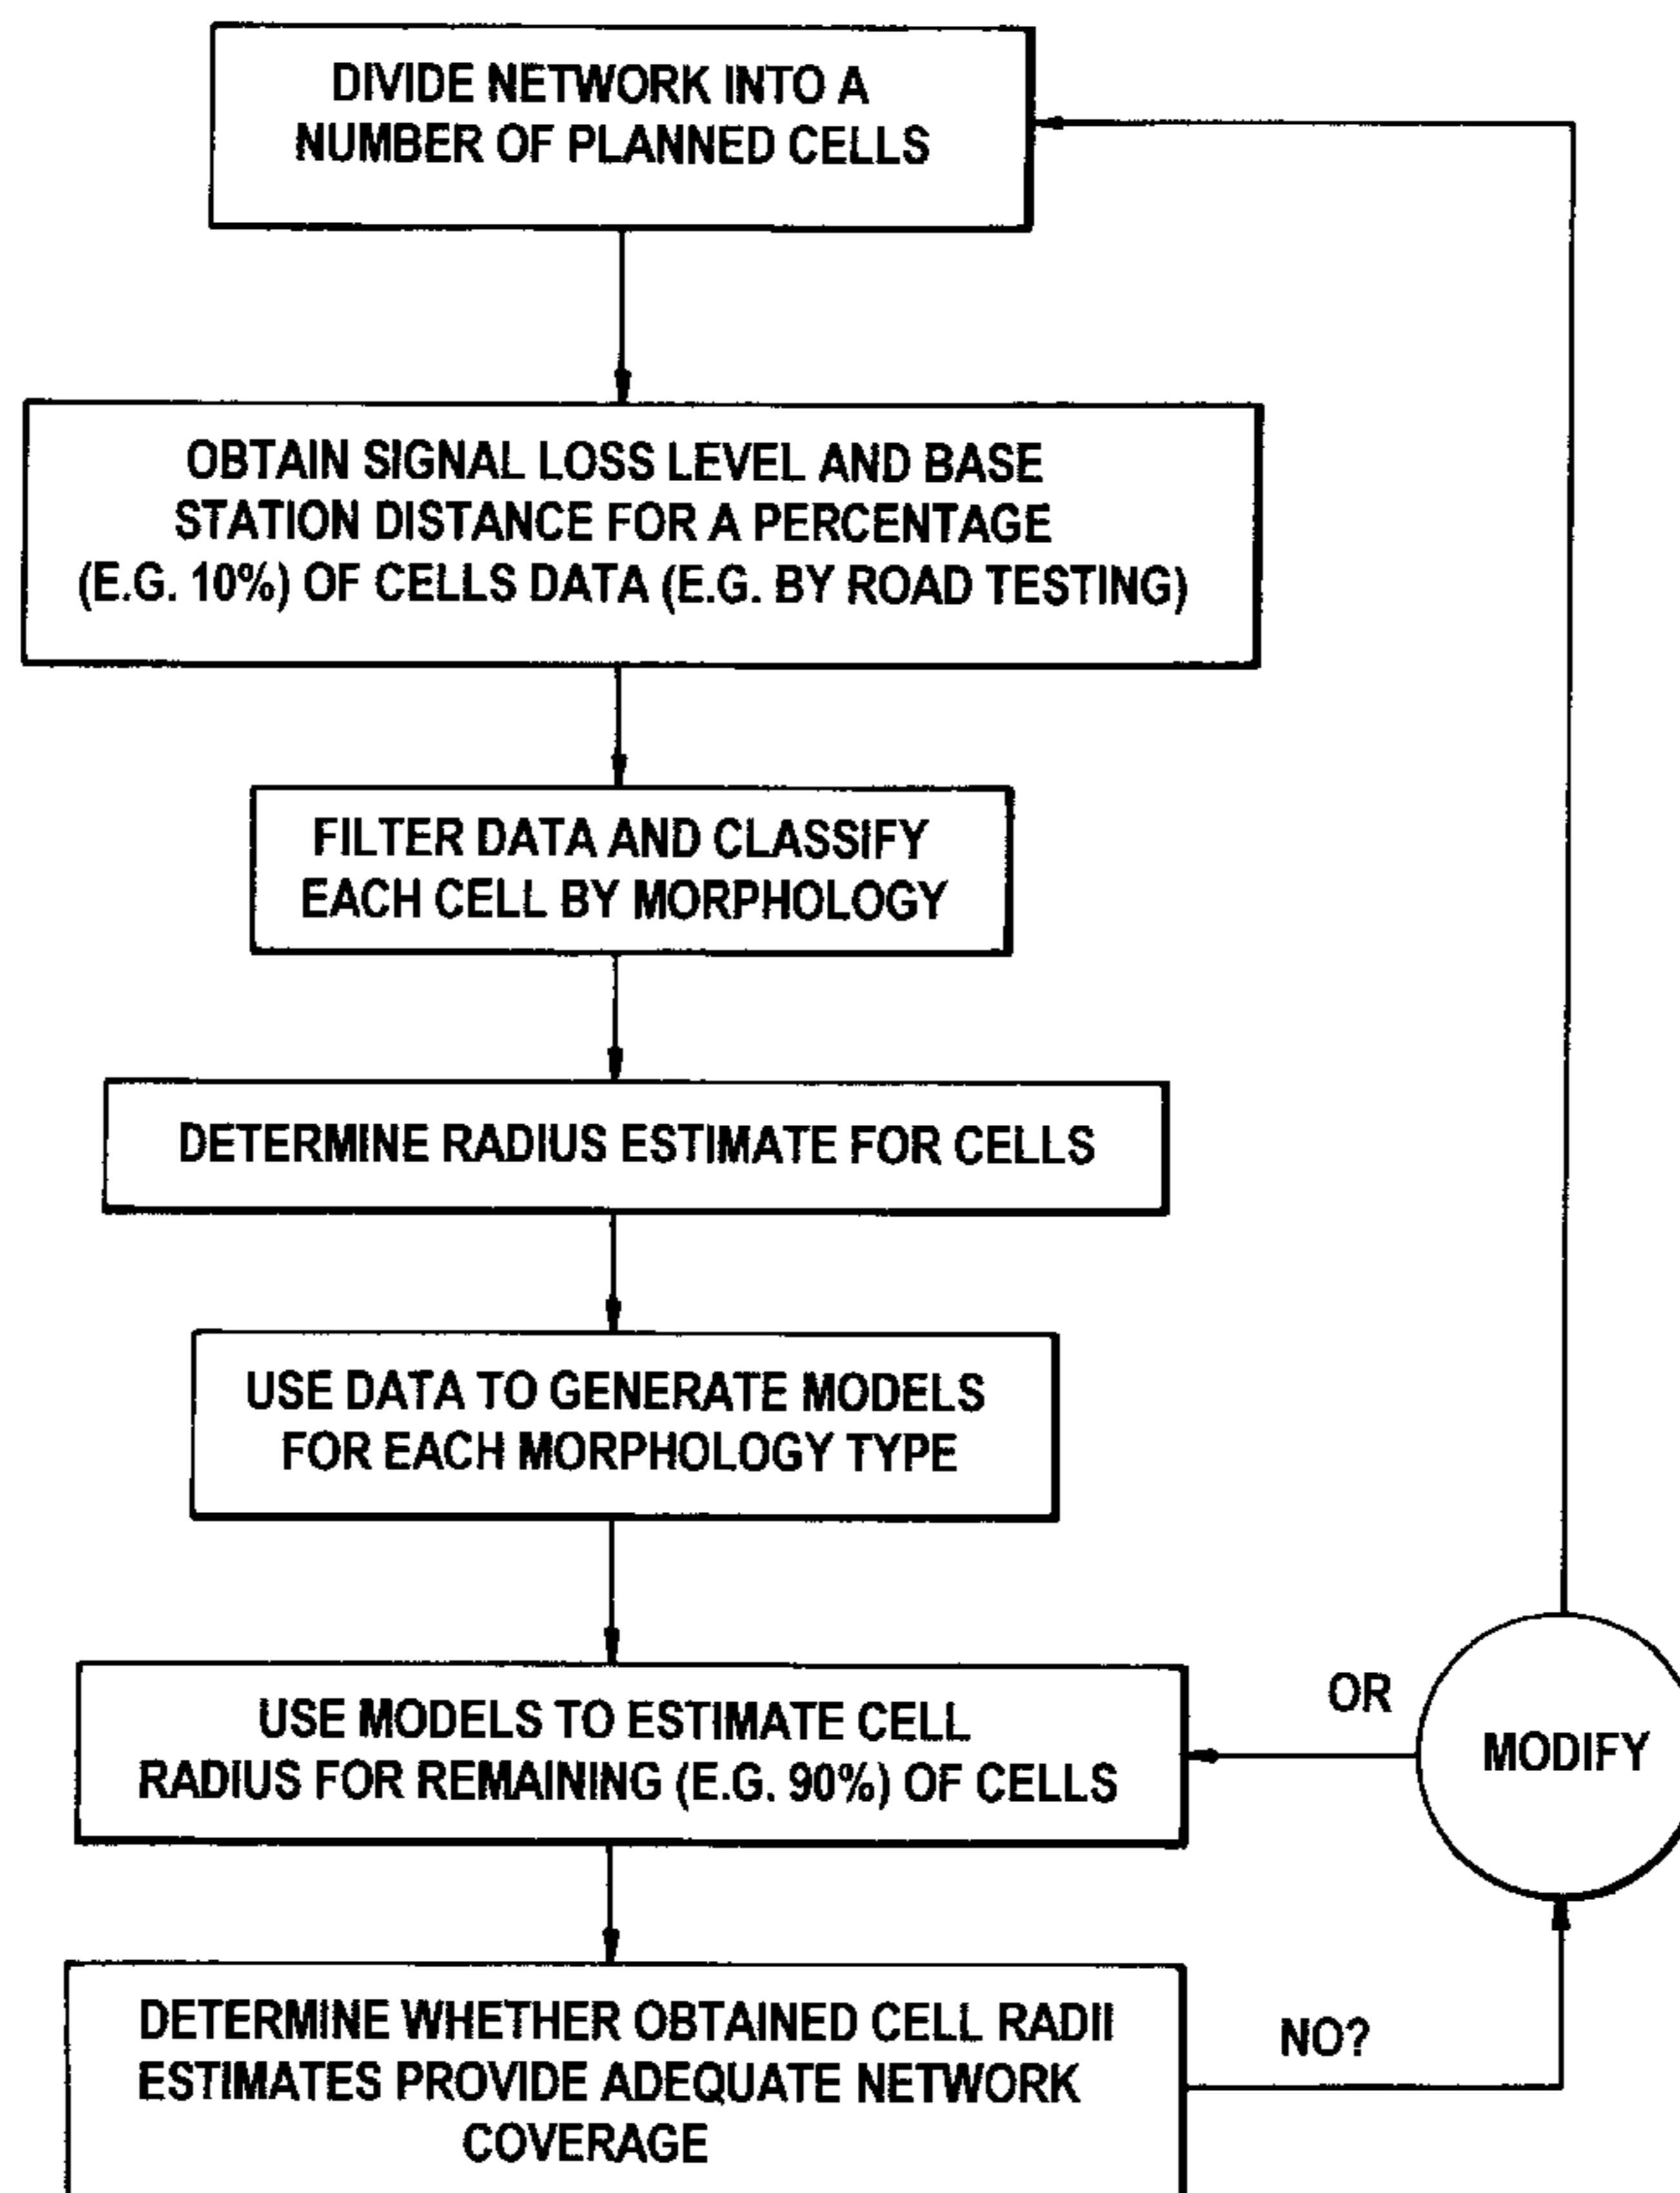 DIVIDE NETWORK INTO A
NUMBER OF PLANNED CELLS
OBTAIN SIGNAL LOSS LEVEL AND BASE
STATION DISTANCE FOR A PERCENTAGE
(E.G. 10%) OF CELLS DATA (E.G. BY ROAD TESTING)
FILTER DATA AND CLASSIFY
EACH CELL BY MORPHOLOGY
DETERMINE RADIUS ESTIMATE FOR CELLS
USE DATA TO GENERATE MODELS
FOR EACH MORPHOLOGY TYPE
USE MODELS TO ESTIMATE CELL
RADIUS FOR REMAINING (E.G. 90%) OF CELLS
OR
MODIFY
DETERMINE WHETHER OBTAINED CELL RADII
ESTIMATES PROVIDE ADEQUATE NETWORK
COVERAGE
NO?